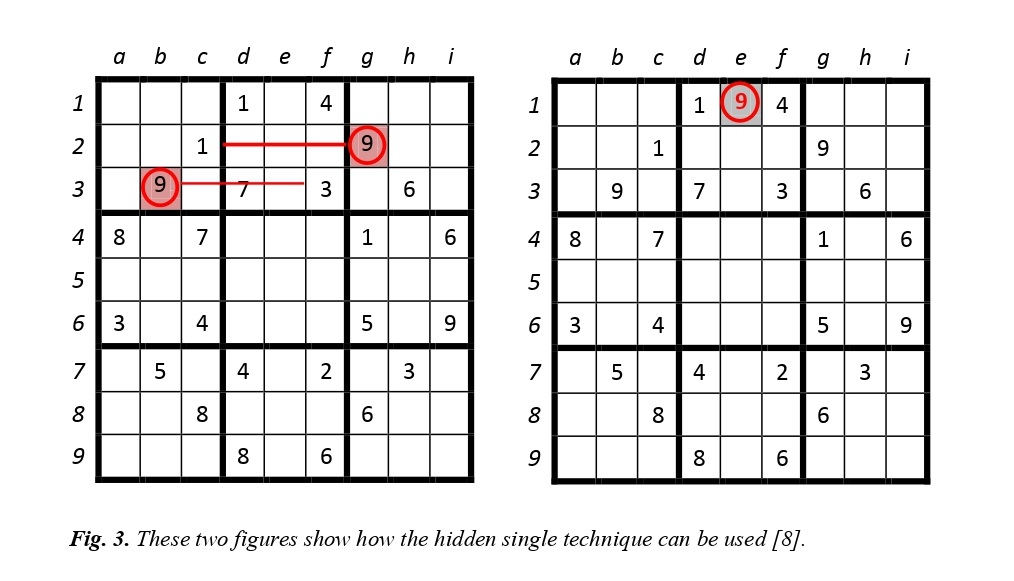 a b c d e f g h i a b c d e f g h i
1 1 4 1 1 9 4
2 1 9 2 1 9
3 9 7 3 6 3 9 7 3 6
4 8 7 1 6 4 8 7 1 6
5 5
6 3 4 5 9 6 3 4 5 9
7 5 4 2 3 7 5 4 2 3
8 8 6 8 8 6
9 8 6 9 8 6
Fig. 3. These two figures show how the hidden single technique can be used [8].